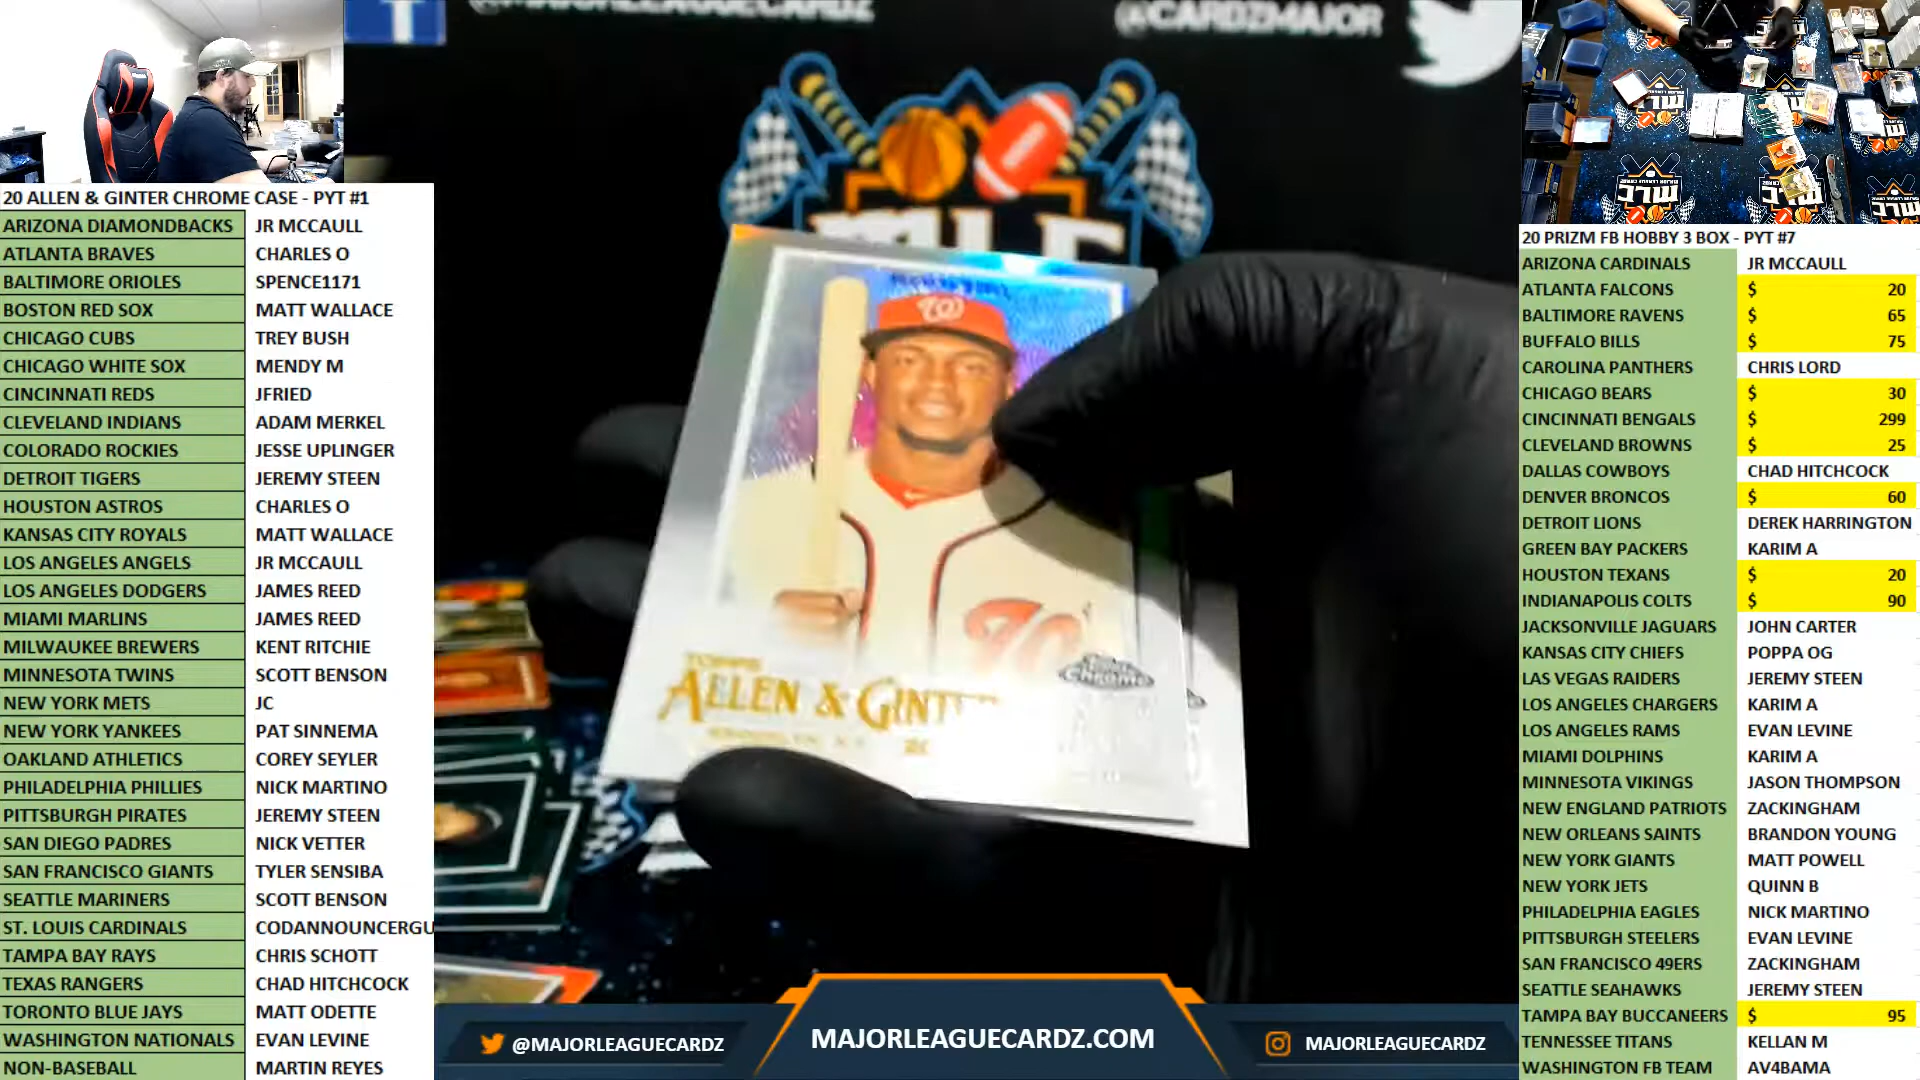 @MAJORLEAGUECARDZ
@CARDZMAJOR
20 ALLEN & GINTER CHROME CASE - PYT #1
ARIZONA DIAMONDBACKS JR MCCAULL
ATLANTA BRAVES CHARLES O
BALTIMORE ORIOLES SPENCE1171
BOSTON RED SOX MATT WALLACE
CHICAGO CUBS TREY BUSH
CHICAGO WHITE SOX MENDY M
CINCINNATI REDS JFRIED
CLEVELAND INDIANS ADAM MERKEL
COLORADO ROCKIES JESSE UPLINGER
DETROIT TIGERS JEREMY STEEN
HOUSTON ASTROS CHARLES O
KANSAS CITY ROYALS MATT WALLACE
LOS ANGELES ANGELS JR MCCAULL
LOS ANGELES DODGERS JAMES REED
MIAMI MARLINS JAMES REED
MILWAUKEE BREWERS KENT RITCHIE
MINNESOTA TWINS SCOTT BENSON
NEW YORK METS JC
NEW YORK YANKEES PAT SINNEMA
OAKLAND ATHLETICS COREY SEYLER
PHILADELPHIA PHILLIES NICK MARTINO
PITTSBURGH PIRATES JEREMY STEEN
SAN DIEGO PADRES NICK VETTER
SAN FRANCISCO GIANTS TYLER SENSIBA
SEATTLE MARINERS SCOTT BENSON
ST. LOUIS CARDINALS CODANNOUNCERGU
TAMPA BAY RAYS CHRIS SCHOTT
TEXAS RANGERS CHAD HITCHCOCK
TORONTO BLUE JAYS MATT ODETTE
WASHINGTON NATIONALS EVAN LEVINE
NON-BASEBALL MARTIN REYES
W
TOPPS
ALLEN & GINT
Topps
CHROME
@MAJORLEAGUECARDZ
MAJORLEAGUECARDZ.COM
MAJORLEAGUECARDZ
20 PRIZM FB HOBBY 3 BOX - PYT #7
ARIZONA CARDINALS JR MCCAULL
ATLANTA FALCONS $ 20
BALTIMORE RAVENS $ 65
BUFFALO BILLS $ 75
CAROLINA PANTHERS CHRIS LORD
CHICAGO BEARS $ 30
CINCINNATI BENGALS $ 299
CLEVELAND BROWNS $ 25
DALLAS COWBOYS CHAD HITCHCOCK
DENVER BRONCOS $ 60
DETROIT LIONS DEREK HARRINGTON
GREEN BAY PACKERS KARIM A
HOUSTON TEXANS $ 20
INDIANAPOLIS COLTS $ 90
JACKSONVILLE JAGUARS JOHN CARTER
KANSAS CITY CHIEFS POPPA OG
LAS VEGAS RAIDERS JEREMY STEEN
LOS ANGELES CHARGERS KARIM A
LOS ANGELES RAMS EVAN LEVINE
MIAMI DOLPHINS KARIM A
MINNESOTA VIKINGS JASON THOMPSON
NEW ENGLAND PATRIOTS ZACKINGHAM
NEW ORLEANS SAINTS BRANDON YOUNG
NEW YORK GIANTS MATT POWELL
NEW YORK JETS QUINN B
PHILADELPHIA EAGLES NICK MARTINO
PITTSBURGH STEELERS EVAN LEVINE
SAN FRANCISCO 49ERS ZACKINGHAM
SEATTLE SEAHAWKS JEREMY STEEN
TAMPA BAY BUCCANEERS $ 95
TENNESSEE TITANS KELLAN M
WASHINGTON FB TEAM AV4BAMA